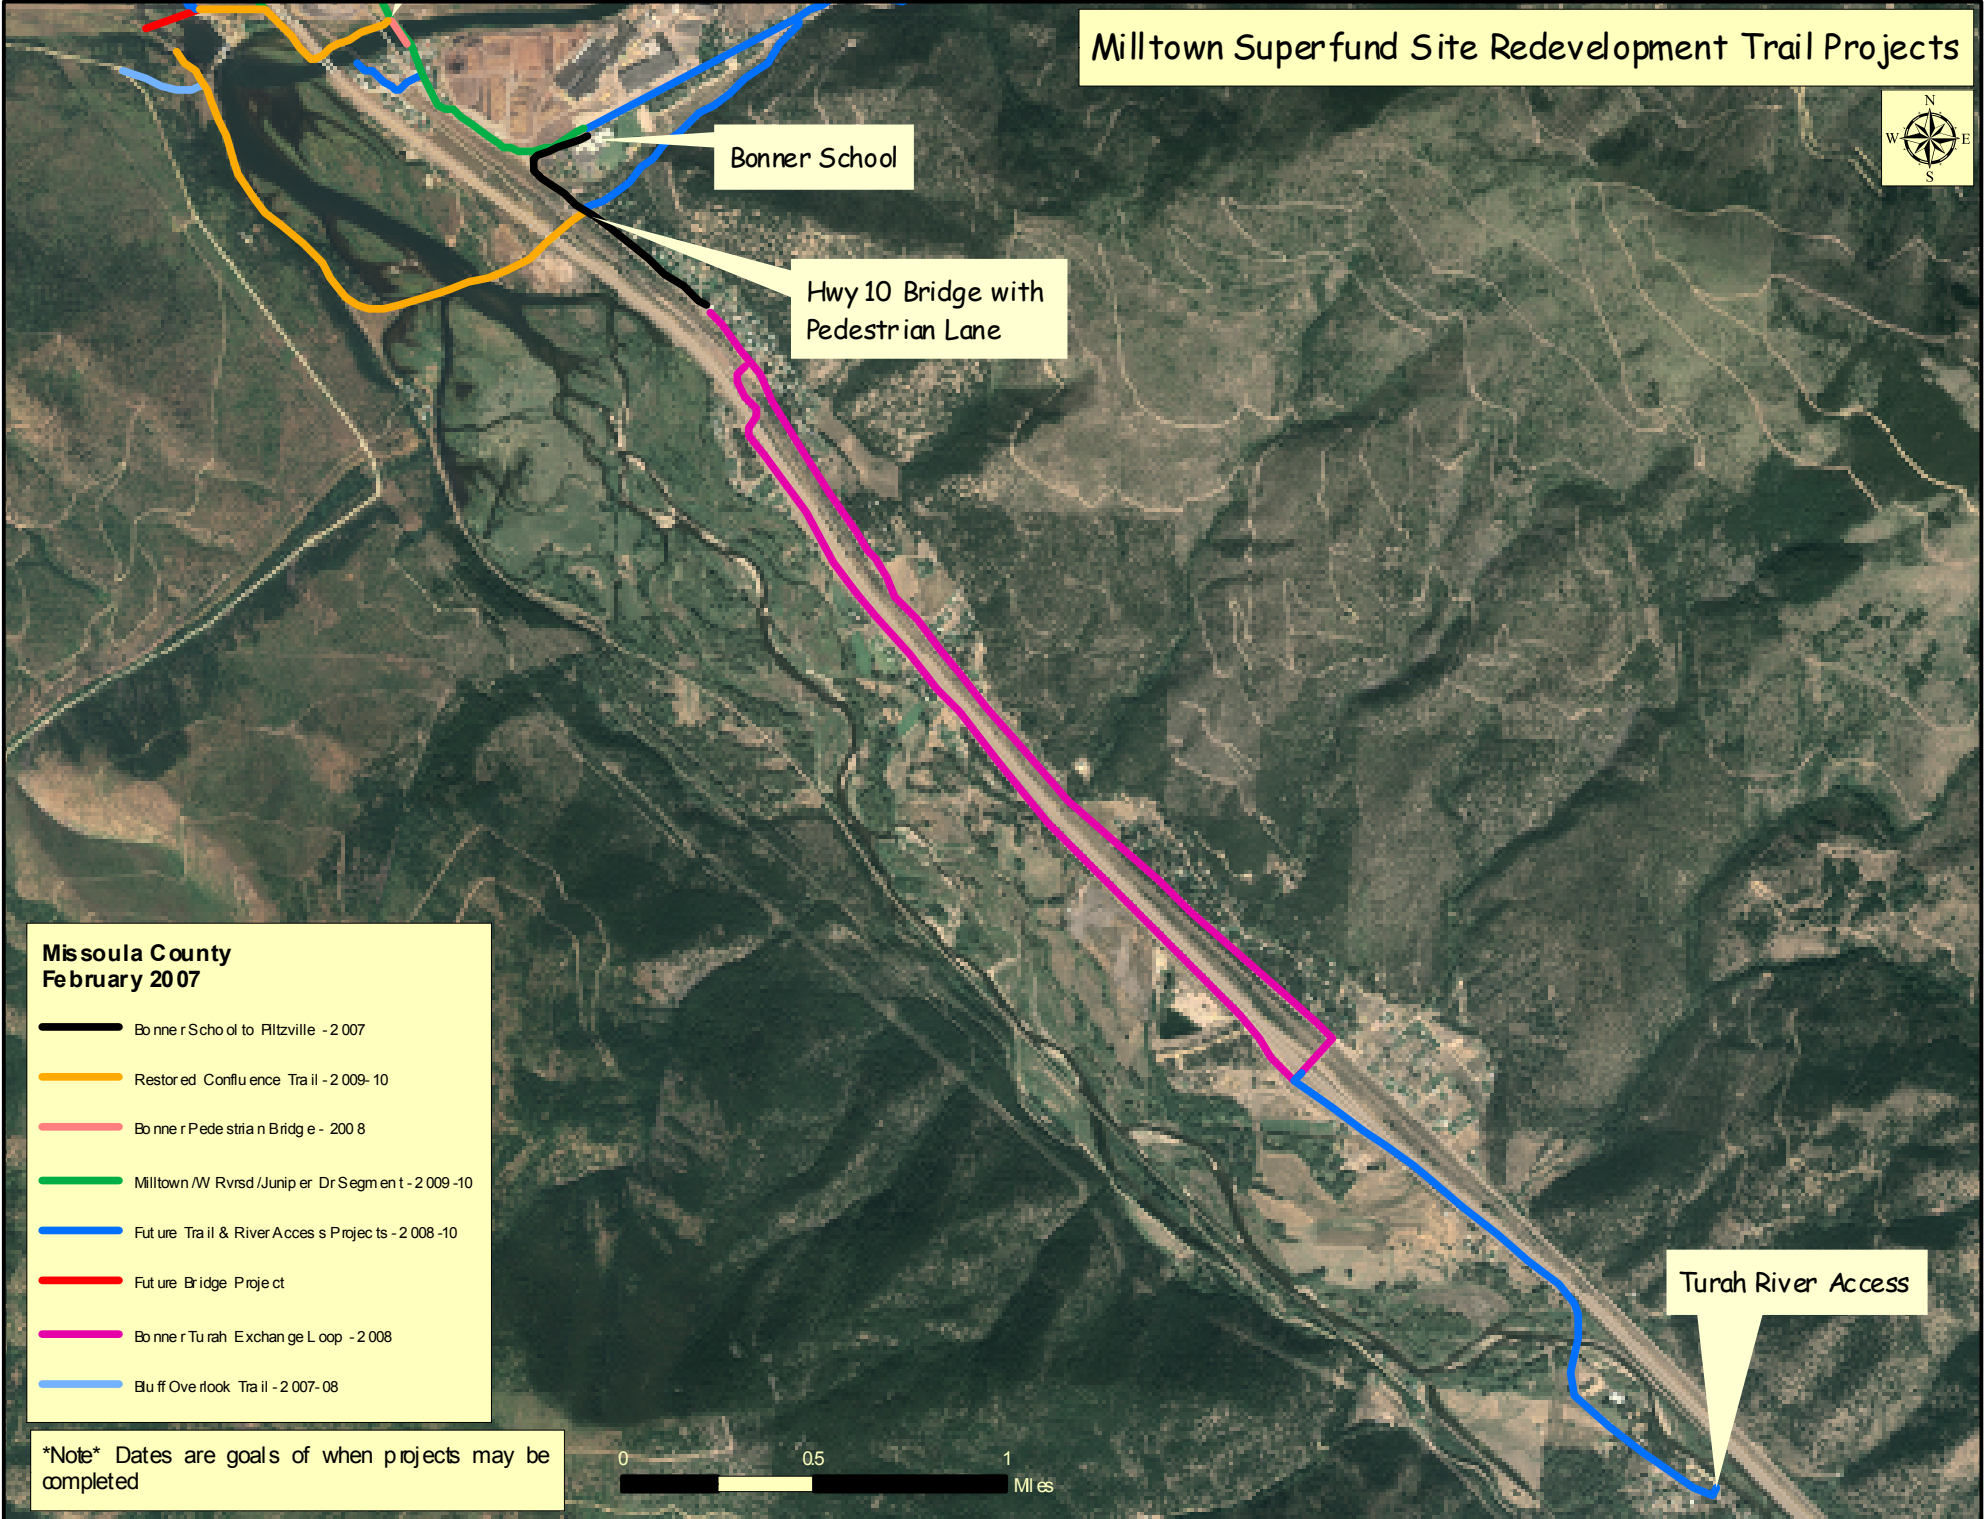 Milltown Superfund Site Redevelopment Trail Projects
N
W E
S
Bonner School
Hwy 10 Bridge with
Pedestrian Lane
Missoula County
February 2007
Bonner School to Piltzville - 2007
Restored Confluence Trail - 2009-10
Bonner Pedestrian Bridge - 2008
Milltown/W Rvrsd/Juniper Dr Segment - 2009-10
Future Trail & River Access Projects - 2008-10
Future Bridge Project
Bonner Turah Exchange Loop - 2008
Bluff Overlook Trail - 2007-08
Turah River Access
*Note* Dates are goals of when projects may be
completed
0 0.5 1
Miles